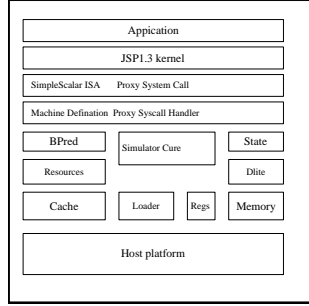 Appication
JSP1.3 kernel
SimpleScalar ISA Proxy System Call
Machine Defination Proxy Syscall Handler
BPred
Simulator Cure
State
Resources
Dlite
Cache
Loader
Regs
Memory
Host platform